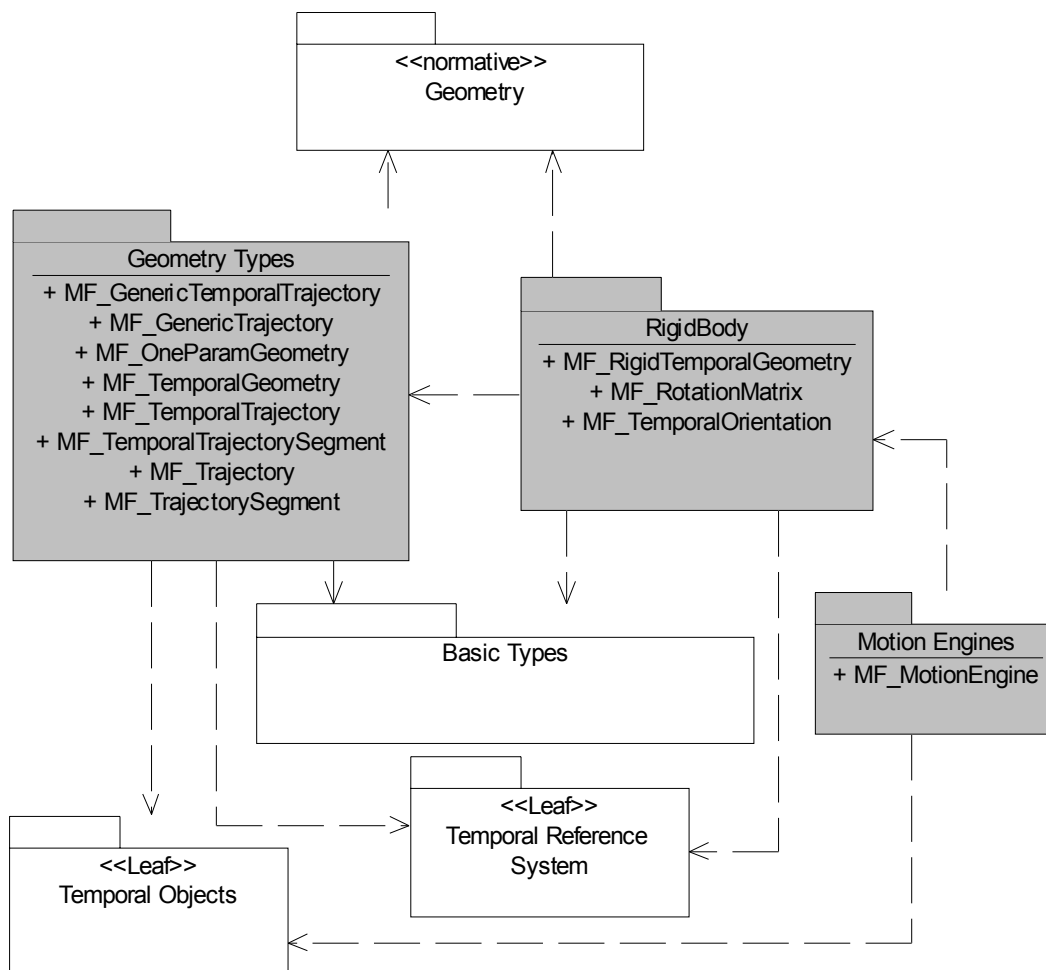 <<normative>>
Geometry
Geometry Types
+ MF_GenericTemporalTrajectory
+ MF_GenericTrajectory
+ MF_OneParamGeometry
+ MF_TemporalGeometry
+ MF_TemporalTrajectory
+ MF_TemporalTrajectorySegment
+ MF_Trajectory
+ MF_TrajectorySegment
RigidBody
+ MF_RigidTemporalGeometry
+ MF_RotationMatrix
+ MF_TemporalOrientation
Basic Types
Motion Engines
+ MF_MotionEngine
<<Leaf>>
Temporal Reference
System
<<Leaf>>
Temporal Objects